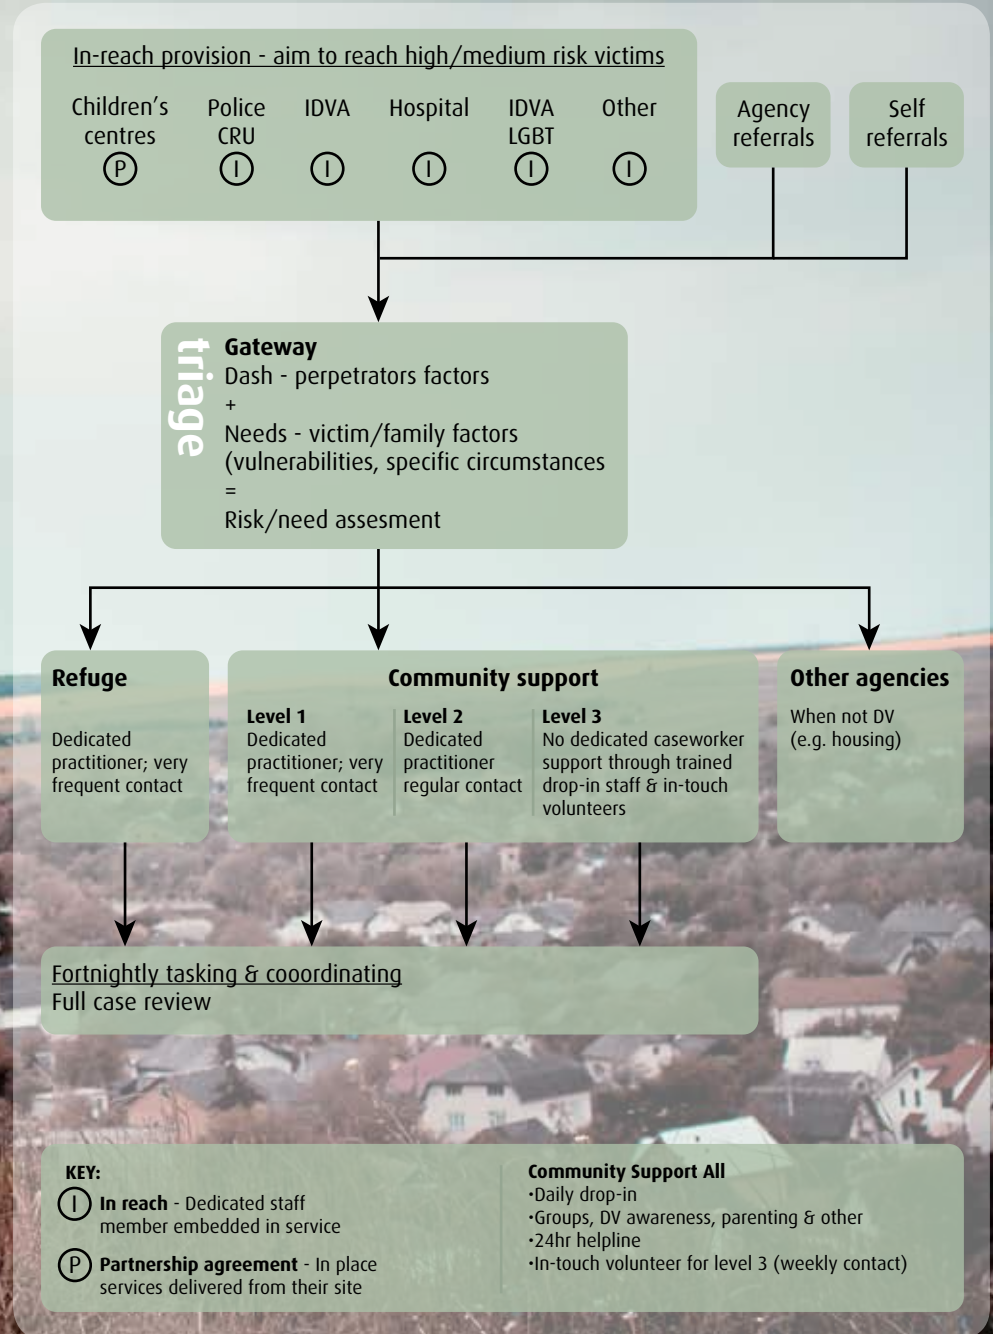 In-reach provision - aim to reach high/medium risk victims
Children's
centres
P
Police
CRU
I
IDVA
I
Hospital
I
IDVA
LGBT
I
Other
I
Agency
referrals
Self
referrals
triage
Gateway
Dash - perpetrators factors
+
Needs - victim/family factors
(vulnerabilities, specific circumstances
=
Risk/need assesment
Refuge
Dedicated
practitioner; very
frequent contact
Community support
Level 1
Dedicated
practitioner; very
frequent contact
Level 2
Dedicated
practitioner
regular contact
Level 3
No dedicated caseworker
support through trained
drop-in staff & in-touch
volunteers
Other agencies
When not DV
(e.g. housing)
Fortnightly tasking & cooordinating
Full case review
KEY:
I In reach - Dedicated staff
member embedded in service
P Partnership agreement - In place
services delivered from their site
Community Support All
•Daily drop-in
•Groups, DV awareness, parenting & other
•24hr helpline
•In-touch volunteer for level 3 (weekly contact)